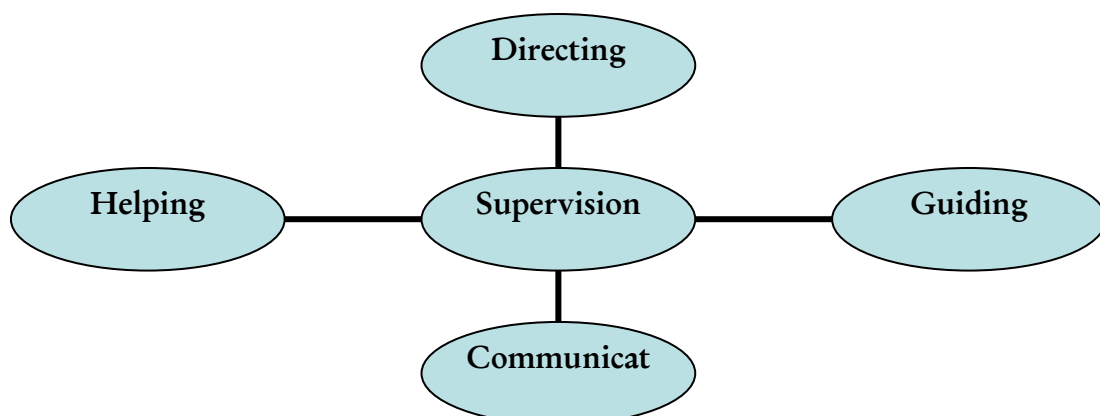 Directing
Helping
Supervision
Guiding
Communicat